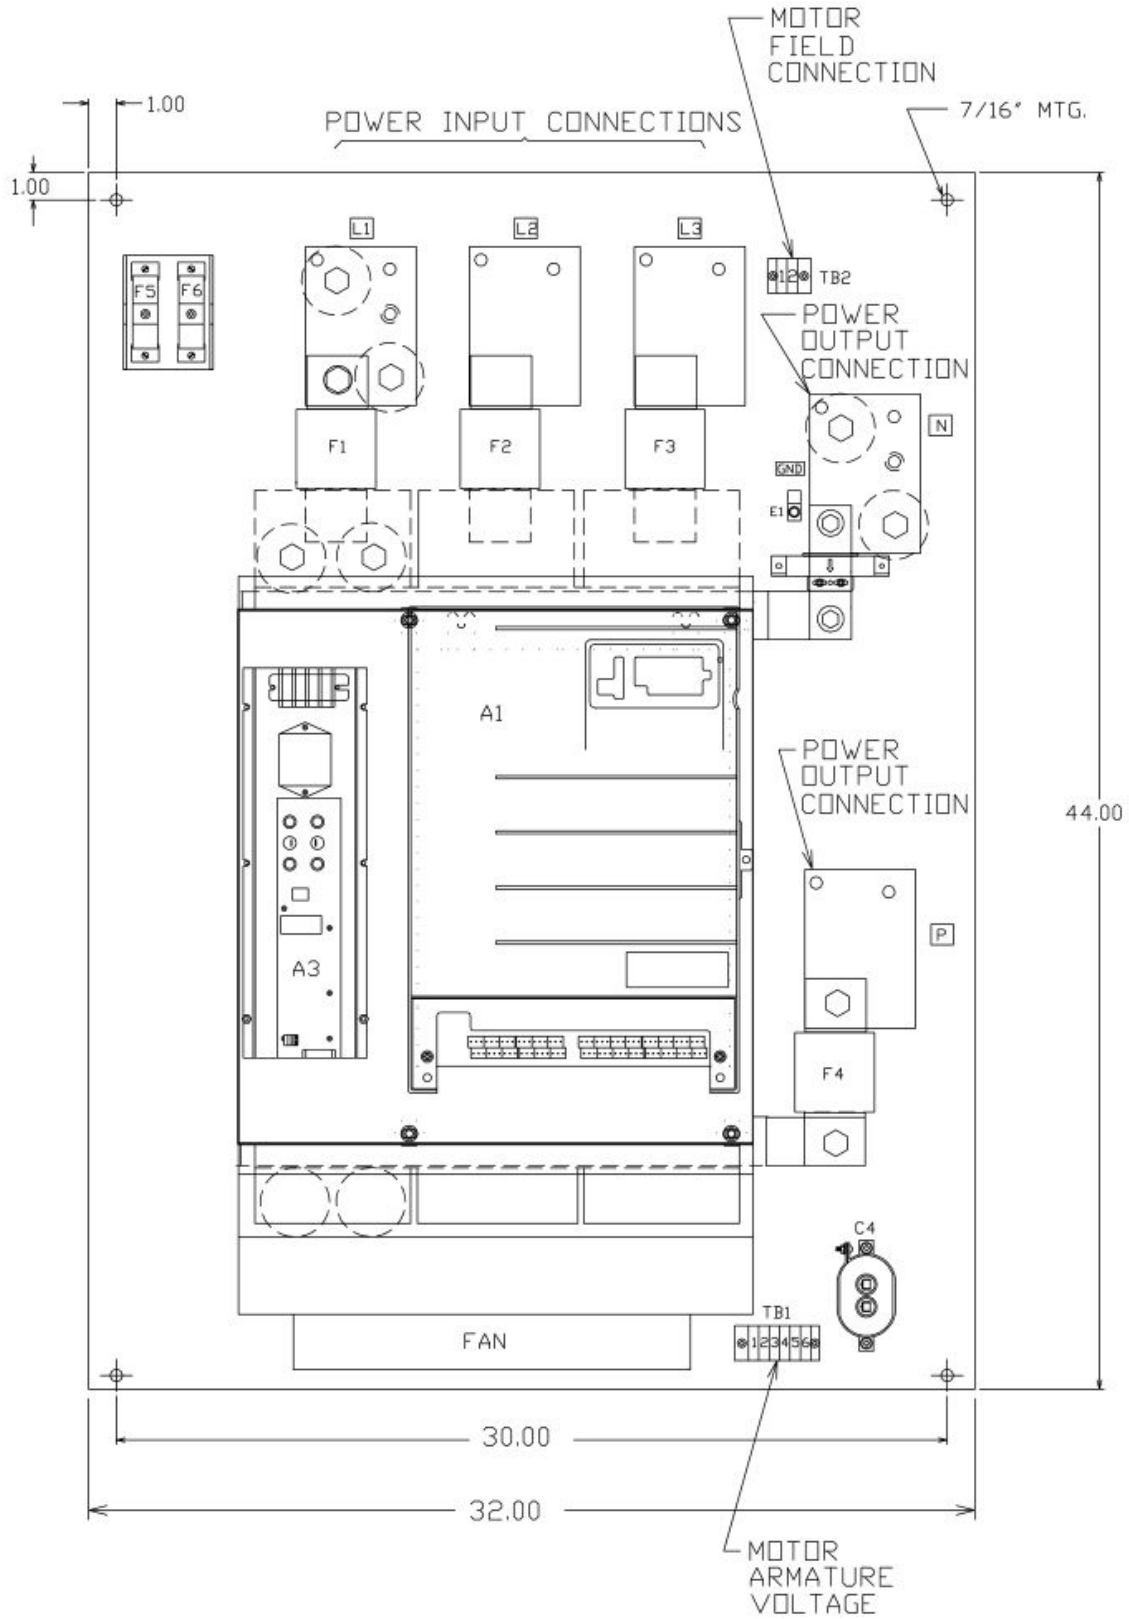 MOTOR
FIELD
CONNECTION
1.00
7/16" MTG.
POWER INPUT CONNECTIONS
1.00
L1
L2
L3
F5
F6
12
TB2
POWER
OUTPUT
CONNECTION
N
F1
F2
F3
GND
E1
A1
POWER
OUTPUT
CONNECTION
44.00
P
A3
F4
C4
TB1
FAN
123456
30.00
32.00
MOTOR
ARMATURE
VOLTAGE